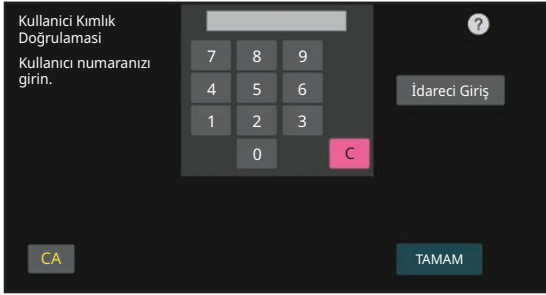 Kullanici Kımlık
Doğrulamasi
Kullanıcı numaranızı
girin.
?
7 8 9
4 5 6
İdareci Giriş
1 2 3
0 C
CA
TAMAM